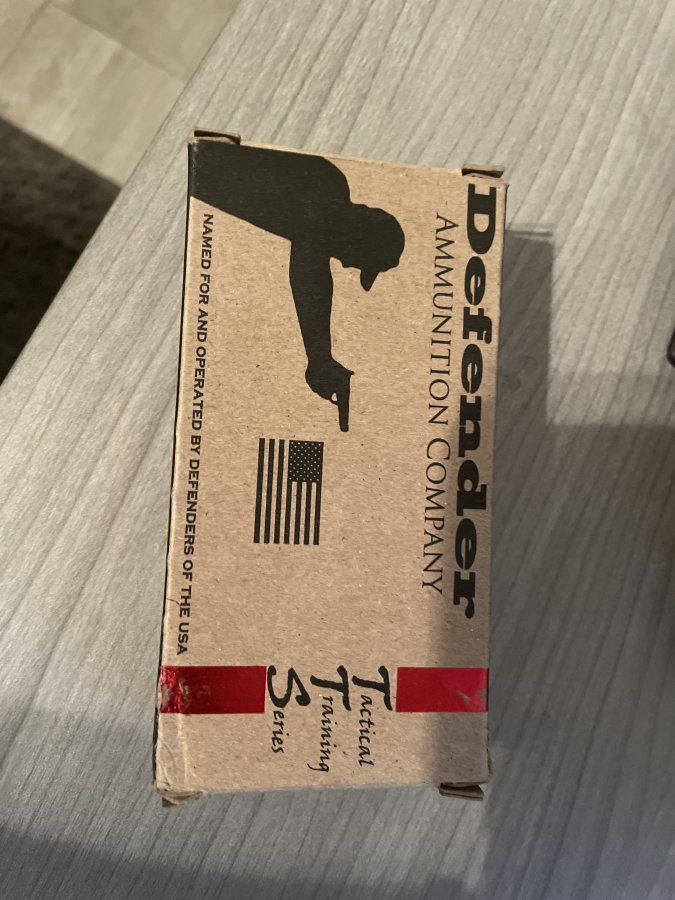 Defender
AMMUNITION COMPANY
Tactical
Training
Series
NAMED FOR AND OPERATED BY DEFENDERS OF THE USA